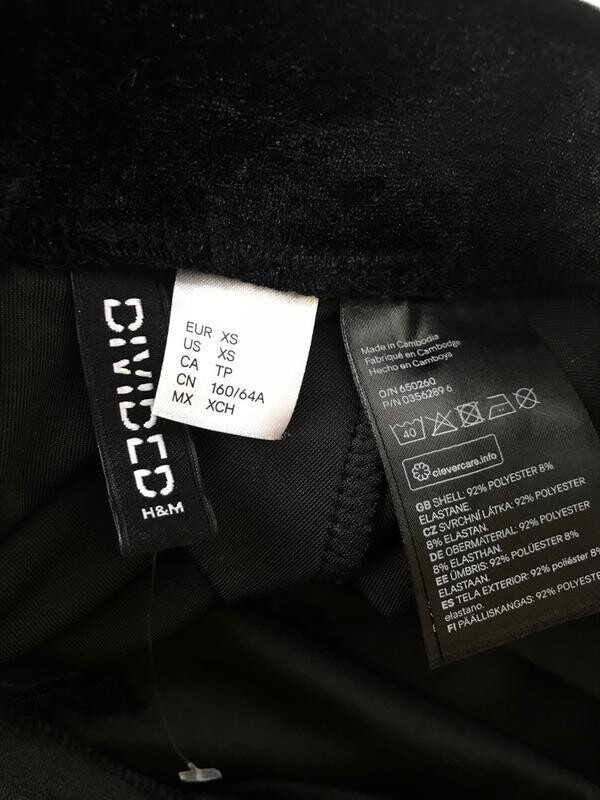 DIVIDED
H&M
EUR XS
US XS
CA TP
CN 160/64A
MX XCH
Made in Cambodia
Fabriqué en Cambodge
Hecho en Camboya
O/N 650260
P/N 0356289 6
40
clevercare.info
GB SHELL: 92% POLYESTER 8%
ELASTANE.
CZ SVRCHNÍ LÁTKA: 92% POLYESTER
8% ELASTAN.
DE OBERMATERIAL: 92% POLYESTER
8% ELASTHAN.
EE ÜMBRIS: 92% POLÜESTER 8%
ELASTAAN.
ES TELA EXTERIOR: 92% poliéster 8%
elastano.
FI PÄÄLLISKANGAS: 92% POLYESTE